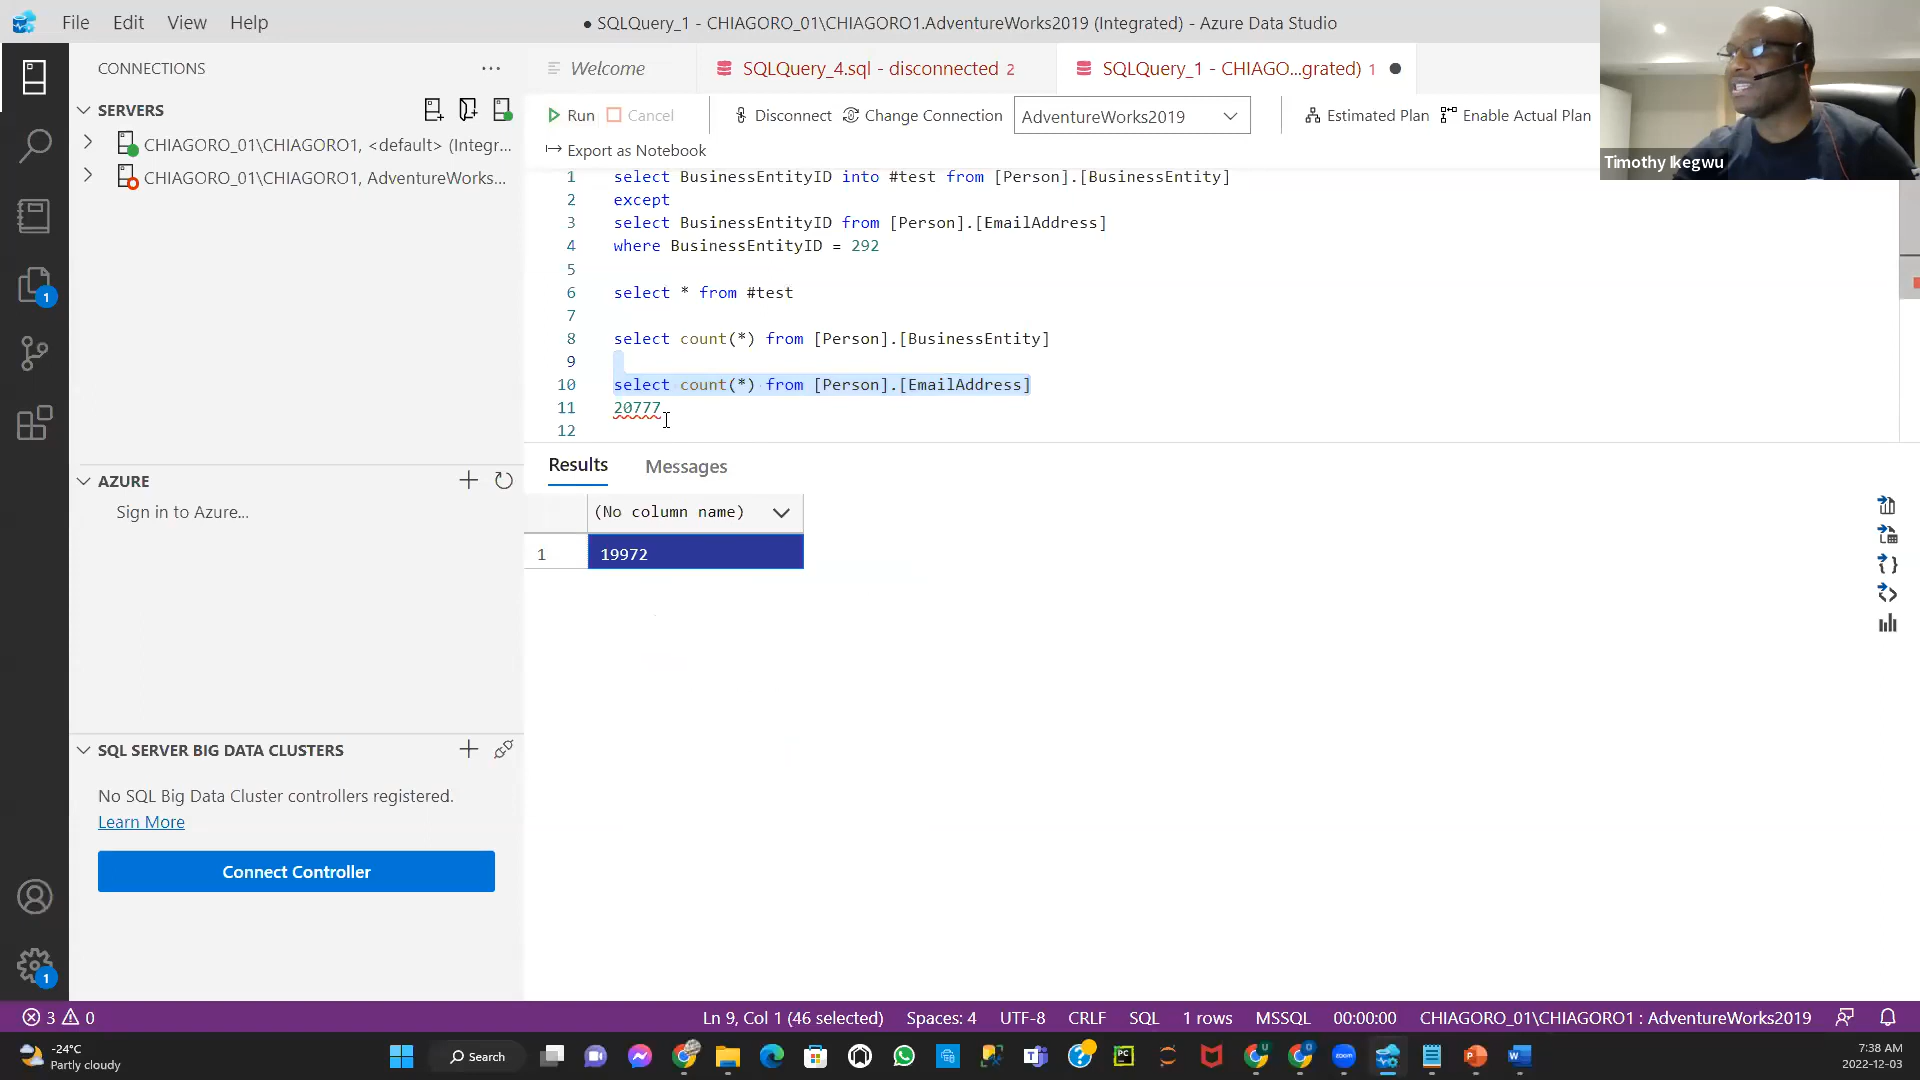 File Edit View Help
● SQLQuery_1 - CHIAGORO_01\CHIAGORO1.AdventureWorks2019 (Integrated) - Azure Data Studio
CONNECTIONS
SERVERS
CHIAGORO_01\CHIAGORO1, <default> (Integr...
CHIAGORO_01\CHIAGORO1, AdventureWorks...
AZURE
Sign in to Azure...
SQL SERVER BIG DATA CLUSTERS
No SQL Big Data Cluster controllers registered.
Learn More
Connect Controller
Welcome
SQLQuery_4.sql - disconnected 2
SQLQuery_1 - CHIAGO...grated) 1
Run Cancel Disconnect Change Connection AdventureWorks2019 Estimated Plan Enable Actual Plan
Export as Notebook
1 select BusinessEntityID into #test from [Person].[BusinessEntity]
2 except
3 select BusinessEntityID from [Person].[EmailAddress]
4 where BusinessEntityID = 292
5
6 select * from #test
7
8 select count(*) from [Person].[BusinessEntity]
9
10 select count(*) from [Person].[EmailAddress]
11 20777
12
Results Messages
(No column name)
1 19972
Timothy Ikegwu
1
1
3 0
Ln 9, Col 1 (46 selected) Spaces: 4 UTF-8 CRLF SQL 1 rows MSSQL 00:00:00 CHIAGORO_01\CHIAGORO1 : AdventureWorks2019
-24°C
Partly cloudy
Search
7:38 AM
2022-12-03